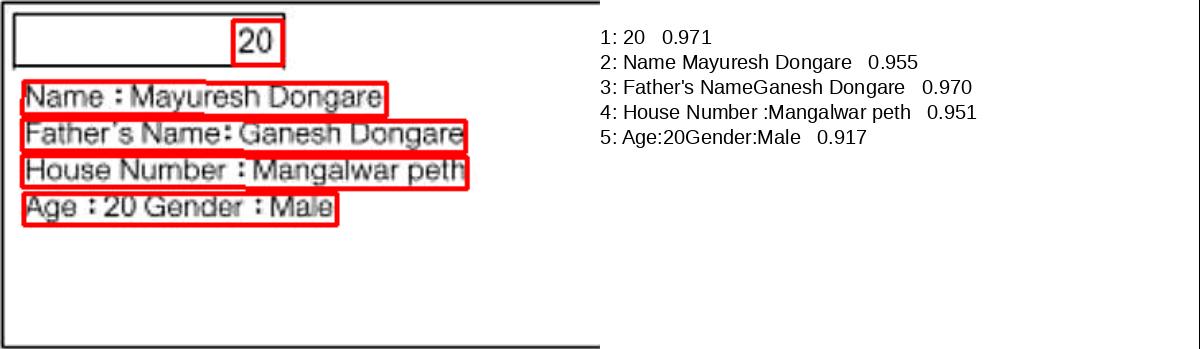 20
Name : Mayuresh Dongare
Father's Name: Ganesh Dongare
House Number : Mangalwar peth
Age : 20 Gender : Male
1: 20 0.971
2: Name Mayuresh Dongare 0.955
3: Father's NameGanesh Dongare 0.970
4: House Number :Mangalwar peth 0.951
5: Age:20Gender:Male 0.917